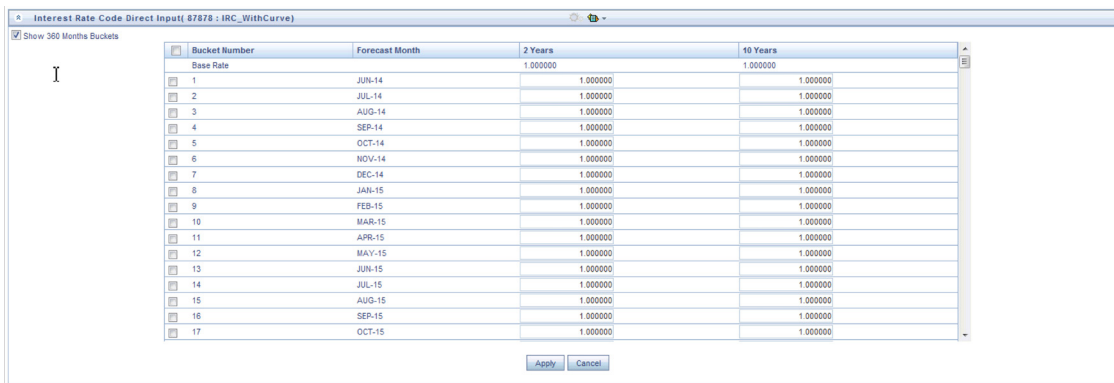 Interest Rate Code Direct Input( 87878 : IRC_WithCurve)
Show 360 Months Buckets
Bucket Number Forecast Month 2 Years 10 Years
Base Rate 1.000000 1.000000
1 JUN-14 1.000000 1.000000
2 JUL-14 1.000000 1.000000
3 AUG-14 1.000000 1.000000
4 SEP-14 1.000000 1.000000
5 OCT-14 1.000000 1.000000
6 NOV-14 1.000000 1.000000
7 DEC-14 1.000000 1.000000
8 JAN-15 1.000000 1.000000
9 FEB-15 1.000000 1.000000
10 MAR-15 1.000000 1.000000
11 APR-15 1.000000 1.000000
12 MAY-15 1.000000 1.000000
13 JUN-15 1.000000 1.000000
14 JUL-15 1.000000 1.000000
15 AUG-15 1.000000 1.000000
16 SEP-15 1.000000 1.000000
17 OCT-15 1.000000 1.000000
Apply Cancel